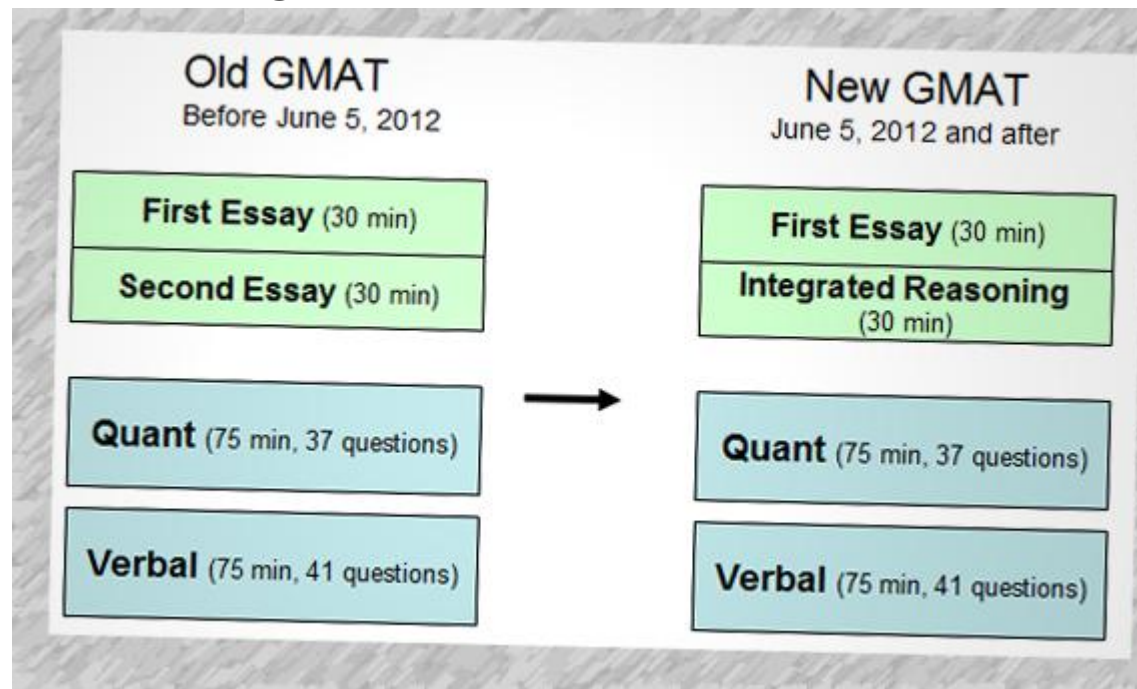 Old GMAT
Before June 5, 2012
First Essay (30 min)
Second Essay (30 min)
Quant (75 min, 37 questions)
Verbal (75 min, 41 questions)
New GMAT
June 5, 2012 and after
First Essay (30 min)
Integrated Reasoning
(30 min)
Quant (75 min, 37 questions)
Verbal (75 min, 41 questions)